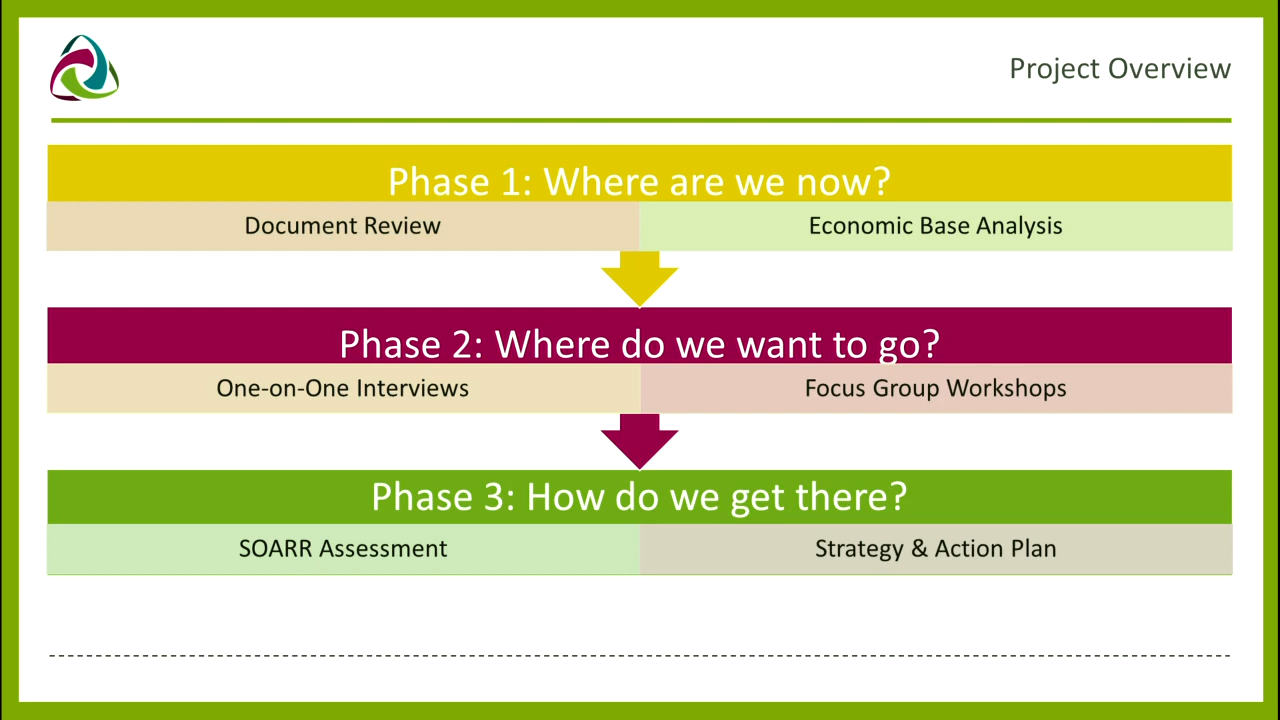 Project Overview
Phase 1: Where are we now?
Document Review
Economic Base Analysis
Phase 2: Where do we want to go?
One-on-One Interviews
Focus Group Workshops
Phase 3: How do we get there?
SOARR Assessment
Strategy & Action Plan